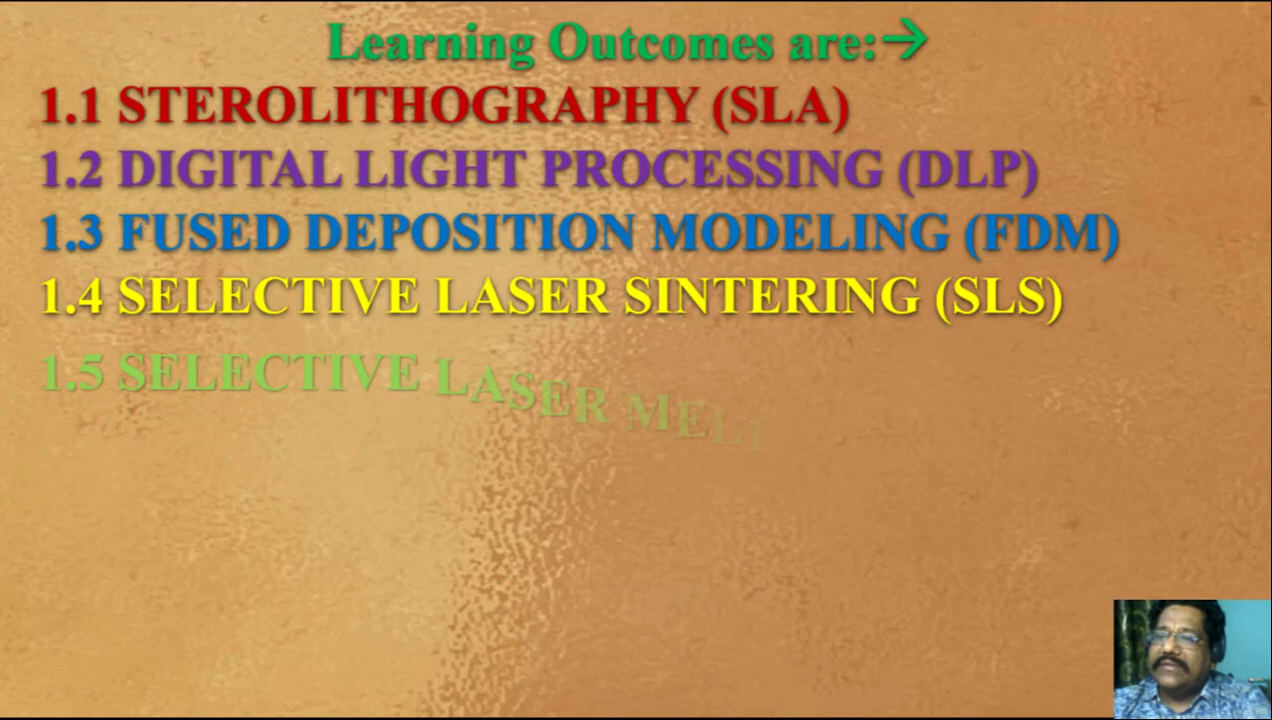 Learning Outcomes are:→
1.1 STEROLITHOGRAPHY (SLA)
1.2 DIGITAL LIGHT PROCESSING (DLP)
1.3 FUSED DEPOSITION MODELING (FDM)
1.4 SELECTIVE LASER SINTERING (SLS)
1.5 SELECTIVE LASER